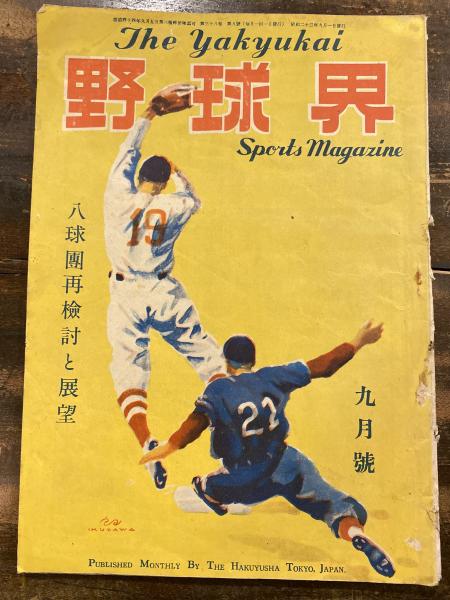 The Yakyukai
野球界
Sports Magazine
八球團再檢討と展望
19
21
九月號
IKUSAWA
PUBLISHED MONTHLY BY THE HAKUYUSHA TOKYO, JAPAN.